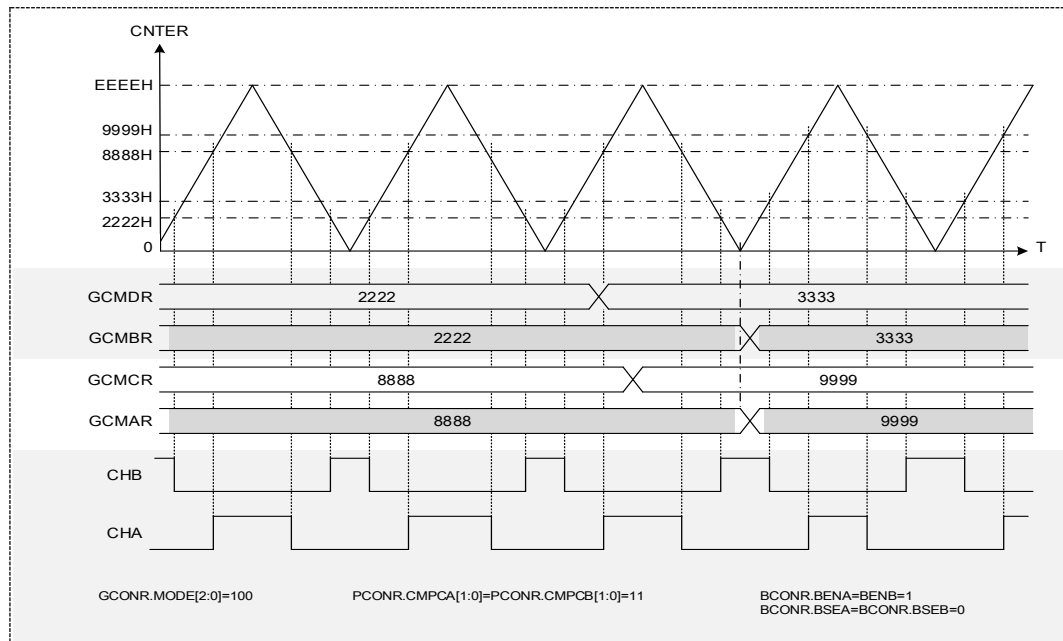 CNTER
EEEEH
9999H
8888H
3333H
2222H
0
T
GCMDR 2222 3333
GCMBR 2222 3333
GCMCR 8888 9999
GCMAR 8888 9999
CHB
CHA
GCONR.MODE[2:0]=100 PCONR.CMPCA[1:0]=PCONR.CMPCB[1:0]=11 BCONR.BENA=BENB=1
BCONR.BSEA=BCONR.BSEB=0